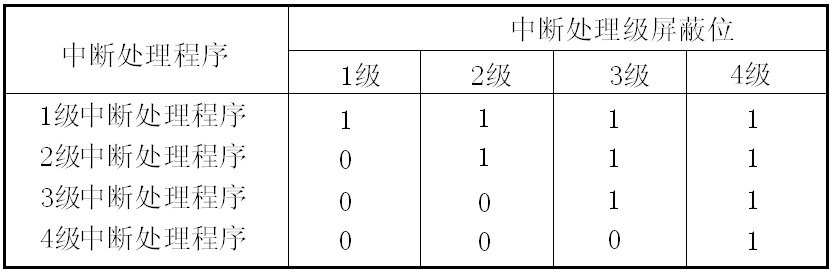 中断处理程序 中断处理级屏蔽位
1级 2级 3级 4级
1级中断处理程序 1 1 1 1
2级中断处理程序 0 1 1 1
3级中断处理程序 0 0 1 1
4级中断处理程序 0 0 0 1